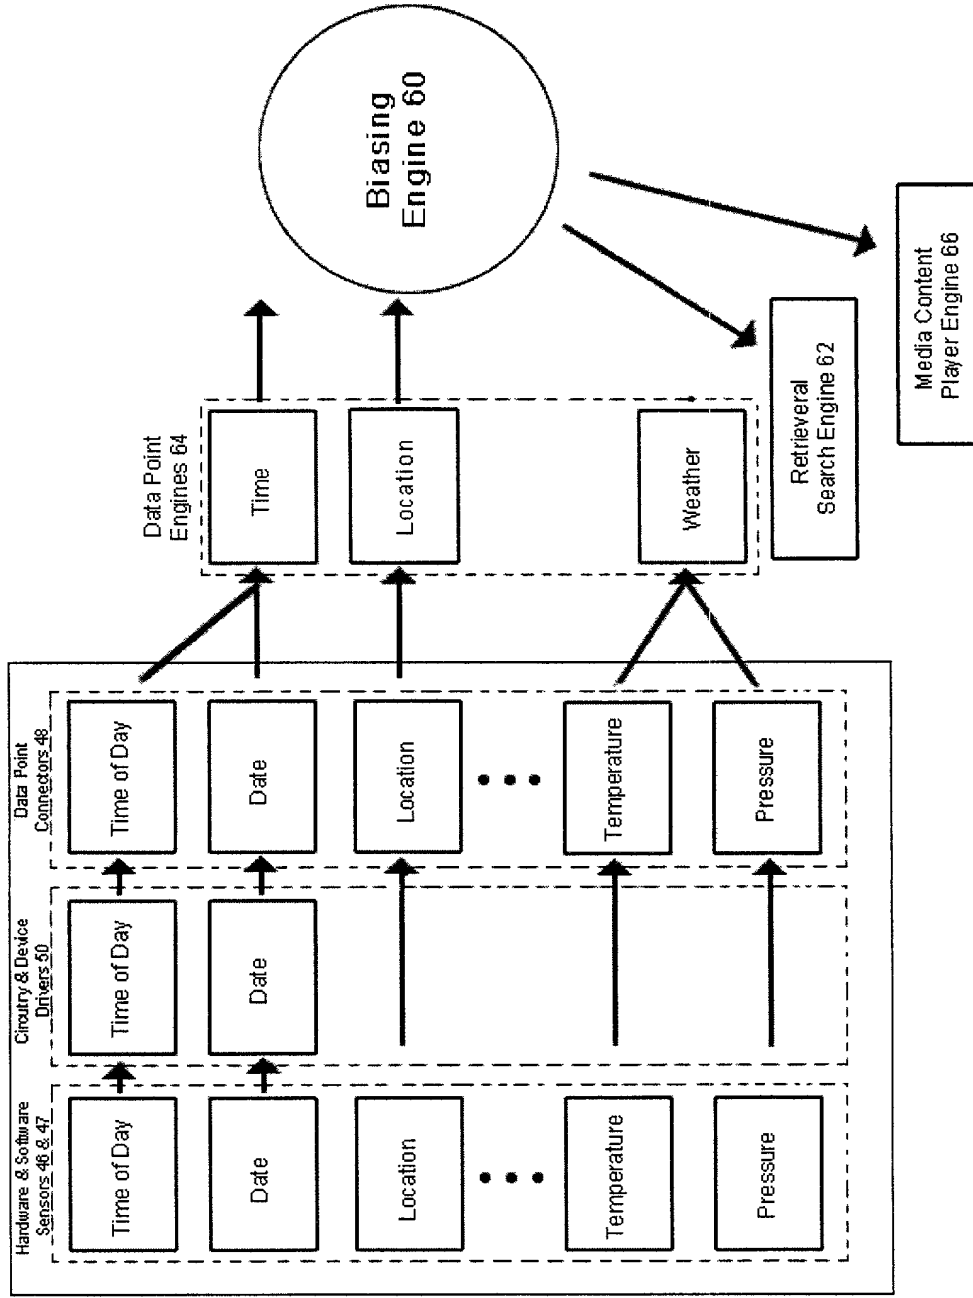 Hardware & Software
Sensors 46 & 47
Time of Day
Date
Location
Temperature
Pressure
Ciroutry & Device
Drivers 50
Time of Day
Date
Data Point
Connectors 48
Time of Day
Date
Location
Temperature
Pressure
Data Point
Engines 64
Time
Location
Weather
Biasing
Engine 60
Retrieveral
Search Engine 62
Media Content
Player Engine 66